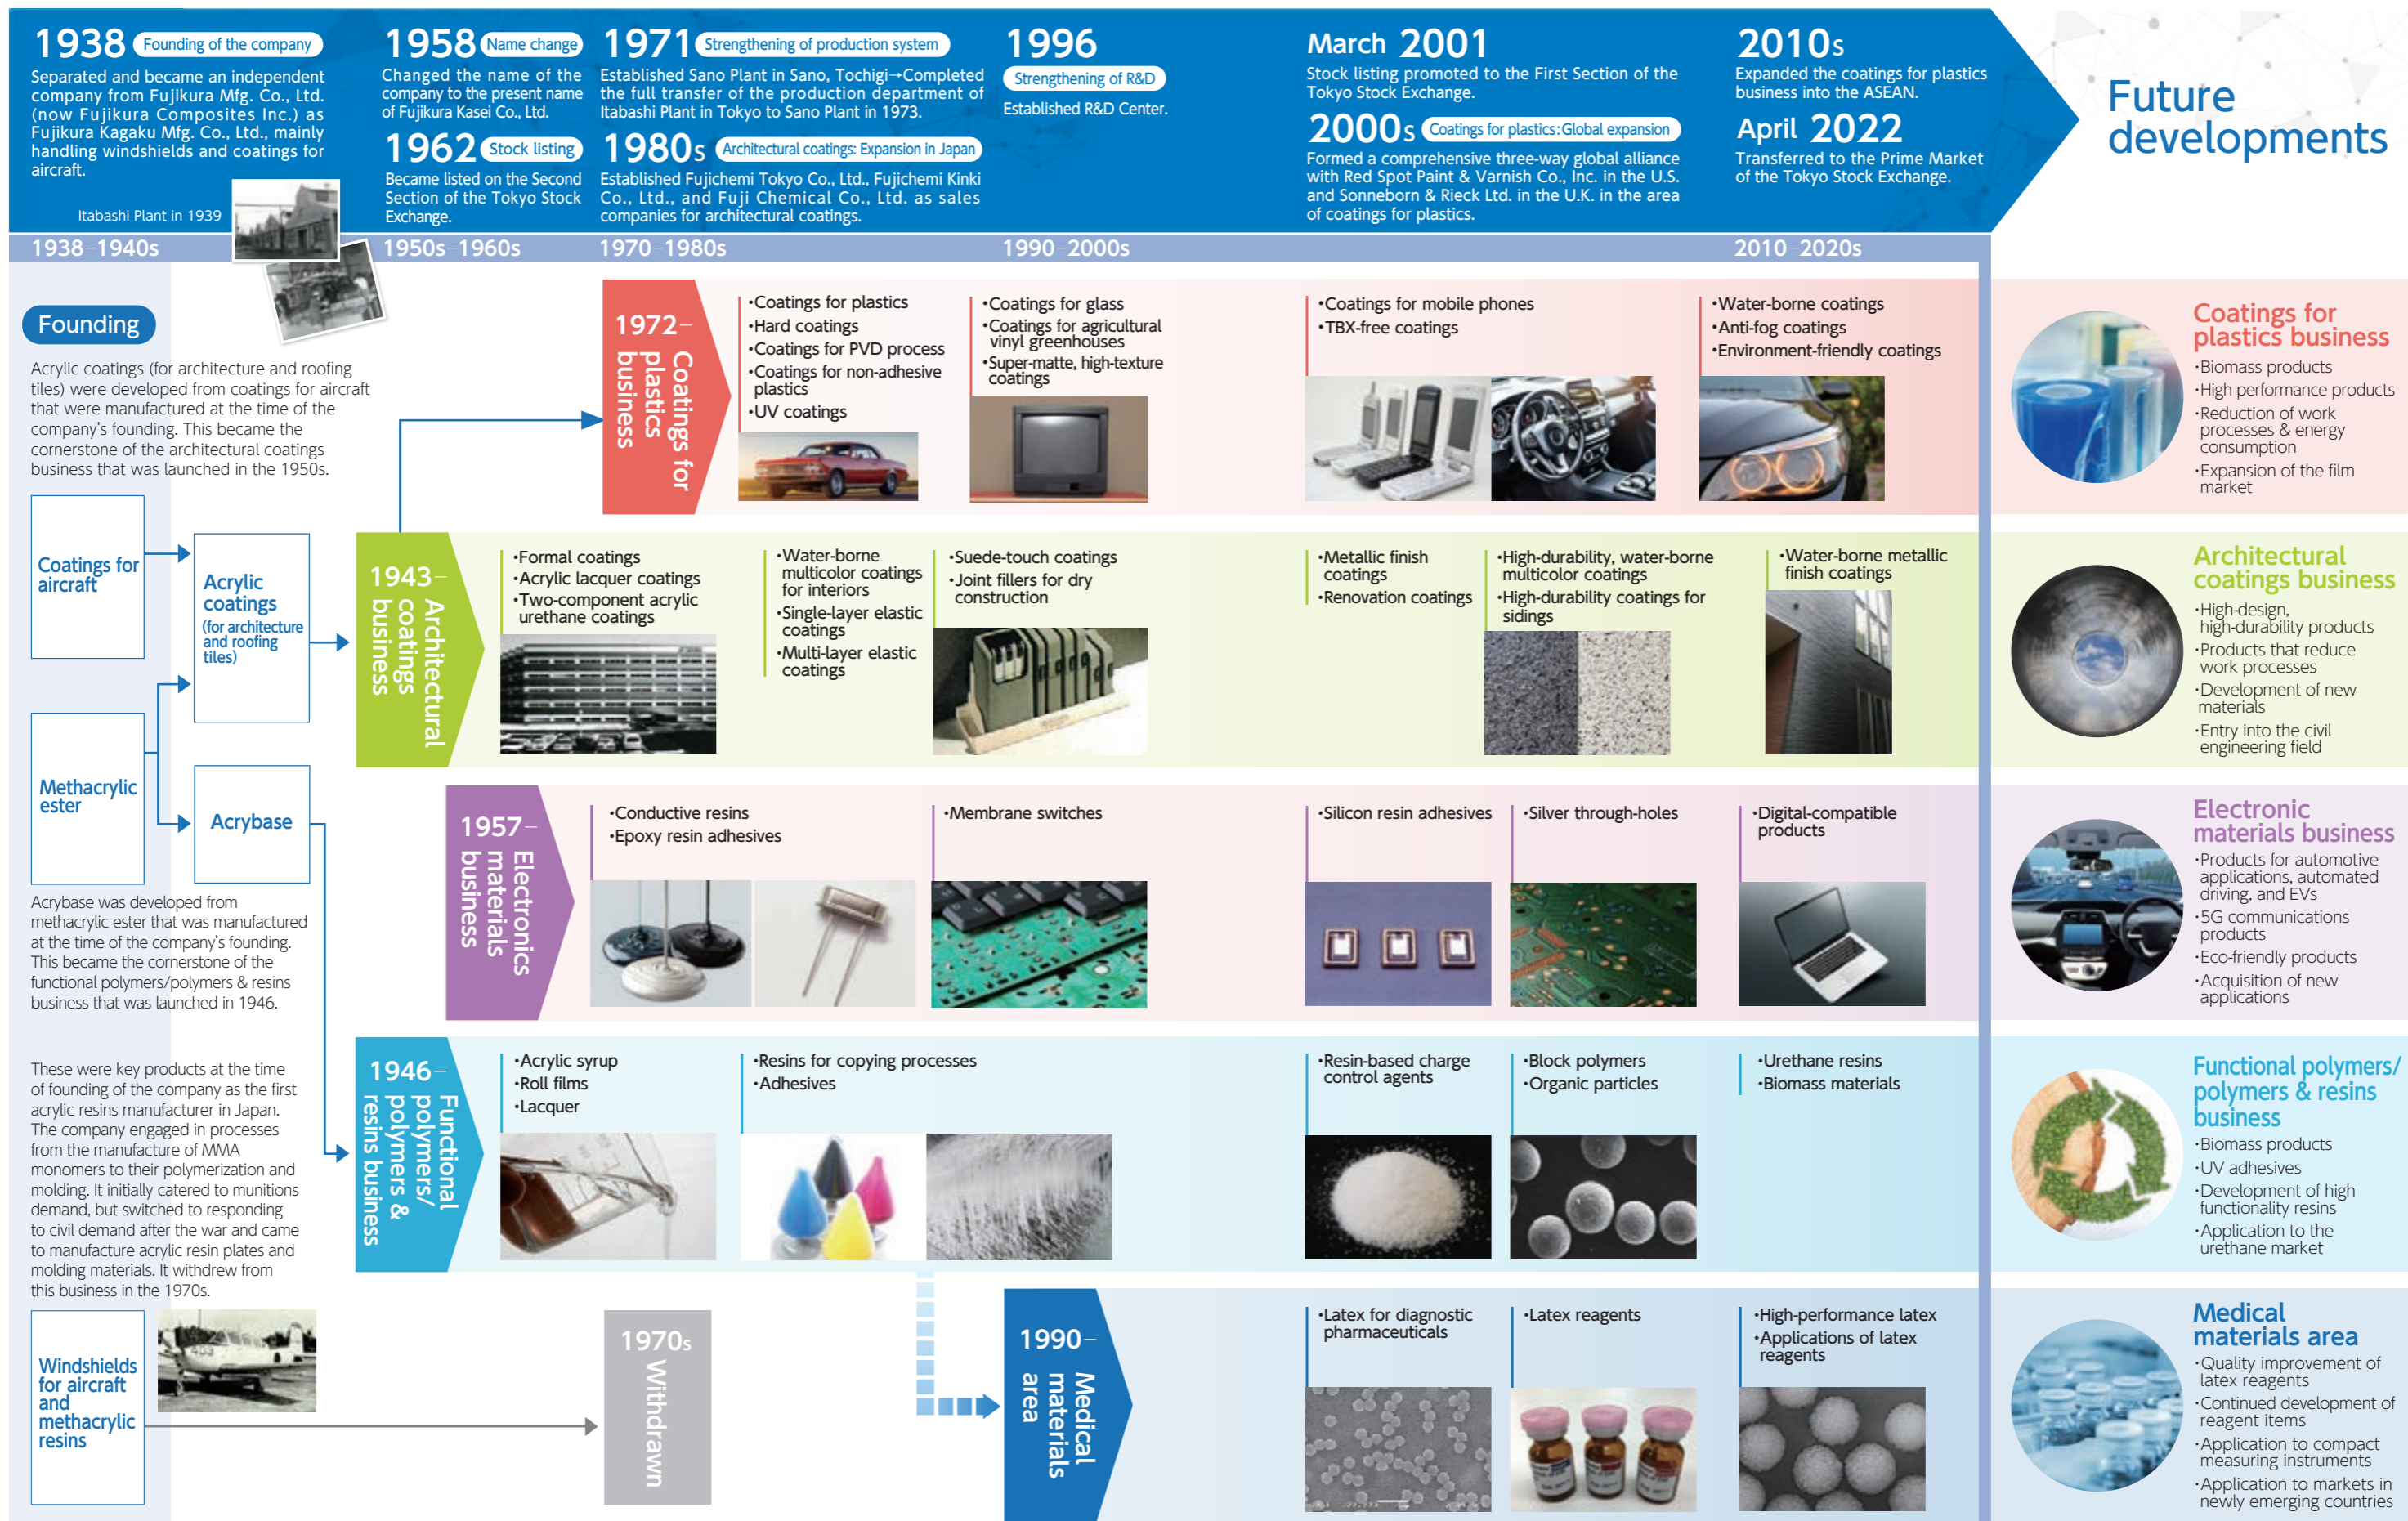 1938 Founding of the company
Separated and became an independent
company from Fujikura Mfg. Co., Ltd.
(now Fujikura Composites Inc.) as
Fujikura Kagaku Mfg. Co., Ltd., mainly
handling windshields and coatings for
aircraft.
Itabashi Plant in 1939
1958 Name change
Changed the name of the
company to the present name
of Fujikura Kasei Co., Ltd.
1962 Stock listing
Became listed on the Second
Section of the Tokyo Stock
Exchange.
1971 Strengthening of production system
Established Sano Plant in Sano, Tochigi→Completed
the full transfer of the production department of
Itabashi Plant in Tokyo to Sano Plant in 1973.
1980s Architectural coatings: Expansion in Japan
Established Fujichemi Tokyo Co., Ltd., Fujichemi Kinki
Co., Ltd., and Fuji Chemical Co., Ltd. as sales
companies for architectural coatings.
1996
Strengthening of R&D
Established R&D Center.
March 2001
Stock listing promoted to the First Section of the
Tokyo Stock Exchange.
2000s Coatings for plastics: Global expansion
Formed a comprehensive three-way global alliance
with Red Spot Paint & Varnish Co., Inc. in the U.S.
and Sonneborn & Rieck Ltd. in the U.K. in the area
of coatings for plastics.
2010s
Expanded the coatings for plastics
business into the ASEAN.
April 2022
Transferred to the Prime Market
of the Tokyo Stock Exchange.
Future
developments
1938–1940s
1950s–1960s
1970–1980s
1990–2000s
2010–2020s
Founding
Acrylic coatings (for architecture and roofing
tiles) were developed from coatings for aircraft
that were manufactured at the time of the
company's founding. This became the
cornerstone of the architectural coatings
business that was launched in the 1950s.
Coatings for
aircraft
Acrylic
coatings
(for architecture
and roofing
tiles)
Methacrylic
ester
Acrybase
Acrybase was developed from
methacrylic ester that was manufactured
at the time of the company's founding.
This became the cornerstone of the
functional polymers/polymers & resins
business that was launched in 1946.
These were key products at the time
of founding of the company as the first
acrylic resins manufacturer in Japan.
The company engaged in processes
from the manufacture of MMA
monomers to their polymerization and
molding. It initially catered to munitions
demand, but switched to responding
to civil demand after the war and came
to manufacture acrylic resin plates and
molding materials. It withdrew from
this business in the 1970s.
Windshields
for aircraft
and
methacrylic
resins
1970s
Withdrawn
1972–
Coatings for
plastics
business
•Coatings for plastics
•Hard coatings
•Coatings for PVD process
•Coatings for non-adhesive
plastics
•UV coatings
•Coatings for glass
•Coatings for agricultural
vinyl greenhouses
•Super-matte, high-texture
coatings
•Coatings for mobile phones
•TBX-free coatings
•Water-borne coatings
•Anti-fog coatings
•Environment-friendly coatings
Coatings for
plastics business
•Biomass products
•High performance products
•Reduction of work
processes & energy
consumption
•Expansion of the film
market
1943–
Architectural
coatings
business
•Formal coatings
•Acrylic lacquer coatings
•Two-component acrylic
urethane coatings
•Water-borne
multicolor coatings
for interiors
•Single-layer elastic
coatings
•Multi-layer elastic
coatings
•Suede-touch coatings
•Joint fillers for dry
construction
•Metallic finish
coatings
•Renovation coatings
•High-durability, water-borne
multicolor coatings
•High-durability coatings for
sidings
•Water-borne metallic
finish coatings
Architectural
coatings business
•High-design,
high-durability products
•Products that reduce
work processes
•Development of new
materials
•Entry into the civil
engineering field
1957–
Electronics
materials
business
•Conductive resins
•Epoxy resin adhesives
•Membrane switches
•Silicon resin adhesives
•Silver through-holes
•Digital-compatible
products
Electronic
materials business
•Products for automotive
applications, automated
driving, and EVs
•5G communications
products
•Eco-friendly products
•Acquisition of new
applications
1946–
Functional
polymers/
polymers &
resins business
•Acrylic syrup
•Roll films
•Lacquer
•Resins for copying processes
•Adhesives
•Resin-based charge
control agents
•Block polymers
•Organic particles
•Urethane resins
•Biomass materials
Functional polymers/
polymers & resins
business
•Biomass products
•UV adhesives
•Development of high
functionality resins
•Application to the
urethane market
1990–
Medical
materials
area
•Latex for diagnostic
pharmaceuticals
•Latex reagents
•High-performance latex
•Applications of latex
reagents
Medical
materials area
•Quality improvement of
latex reagents
•Continued development of
reagent items
•Application to compact
measuring instruments
•Application to markets in
newly emerging countries